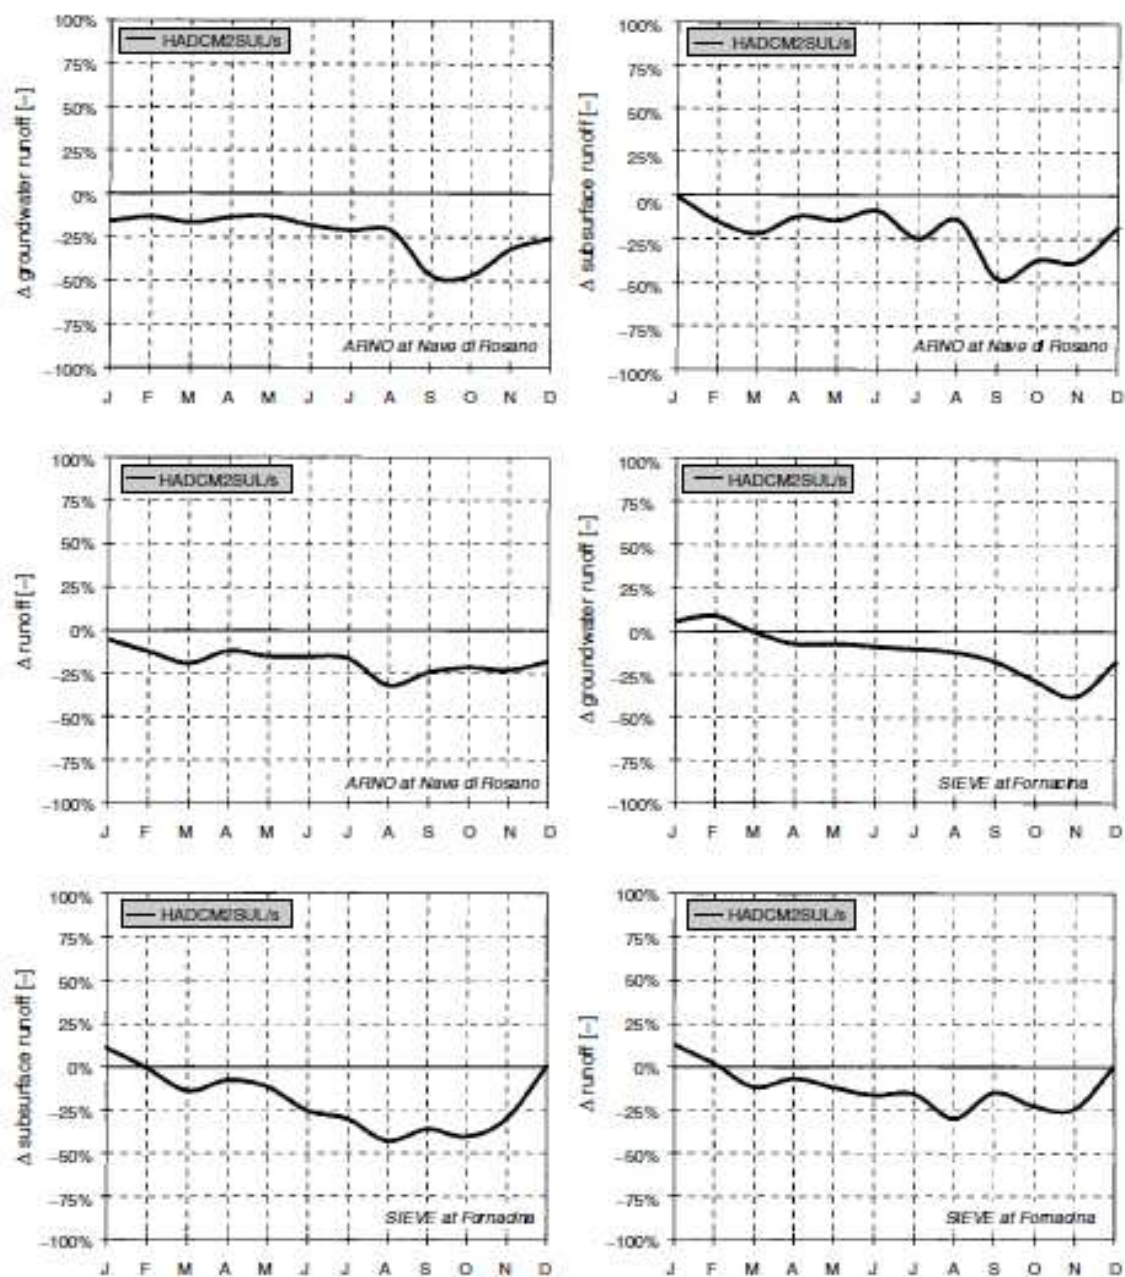 100%
HADCM2SUL/s
75%
50%
25%
0%
−25%
−50%
−75%
−100%
Δ groundwater runoff [−]
ARNO at Nave di Rosano
J F M A M J J A S O N D
100%
HADCM2SUL/s
75%
50%
25%
0%
−25%
−50%
−75%
−100%
Δ subsurface runoff [−]
ARNO at Nave di Rosano
J F M A M J J A S O N D
100%
HADCM2SUL/s
75%
50%
25%
0%
−25%
−50%
−75%
−100%
Δ runoff [−]
ARNO at Nave di Rosano
J F M A M J J A S O N D
100%
HADCM2SUL/s
75%
50%
25%
0%
−25%
−50%
−75%
−100%
Δ groundwater runoff [−]
SIEVE at Fornacina
J F M A M J J A S O N D
100%
HADCM2SUL/s
75%
50%
25%
0%
−25%
−50%
−75%
−100%
Δ subsurface runoff [−]
SIEVE at Fornacina
J F M A M J J A S O N D
100%
HADCM2SUL/s
75%
50%
25%
0%
−25%
−50%
−75%
−100%
Δ runoff [−]
SIEVE at Fornacina
J F M A M J J A S O N D